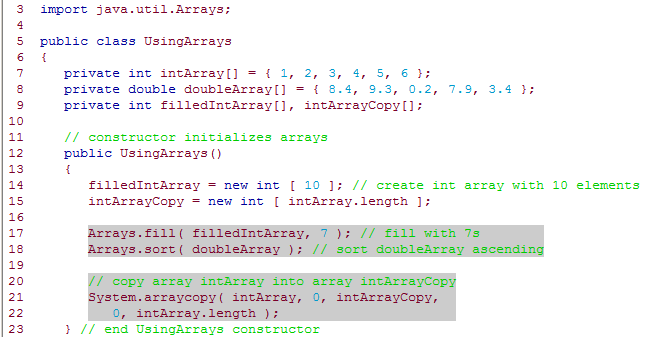 3 import java.util.Arrays;
4
5 public class UsingArrays
6 {
7 private int intArray[] = { 1, 2, 3, 4, 5, 6 };
8 private double doubleArray[] = { 8.4, 9.3, 0.2, 7.9, 3.4 };
9 private int filledIntArray[], intArrayCopy[];
10
11 // constructor initializes arrays
12 public UsingArrays()
13 {
14 filledIntArray = new int [ 10 ]; // create int array with 10 elements
15 intArrayCopy = new int [ intArray.length ];
16
17 Arrays.fill( filledIntArray, 7 ); // fill with 7s
18 Arrays.sort( doubleArray ); // sort doubleArray ascending
19
20 // copy array intArray into array intArrayCopy
21 System.arraycopy( intArray, 0, intArrayCopy,
22 0, intArray.length );
23 } // end UsingArrays constructor